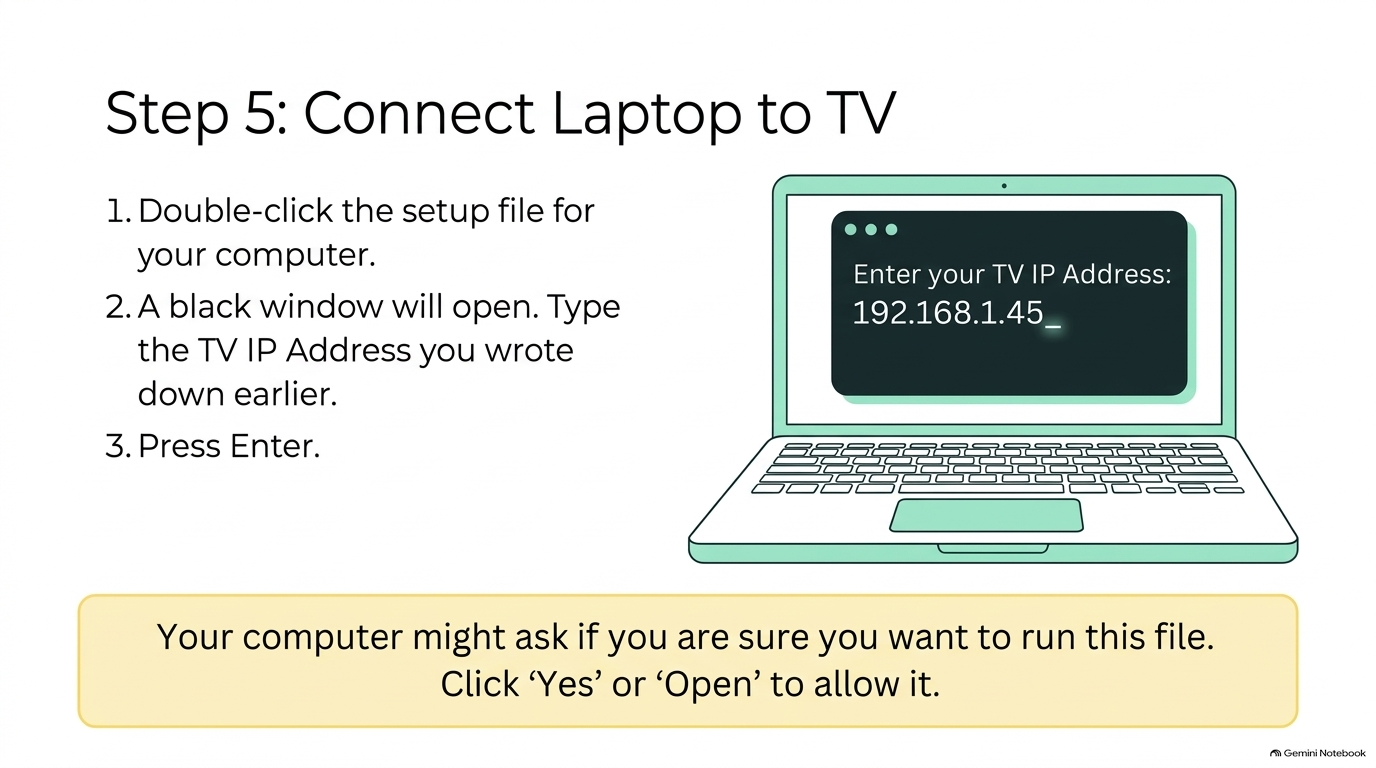 Step 5: Connect Laptop to TV
1. Double-click the setup file for
your computer.
2. A black window will open. Type
the TV IP Address you wrote
down earlier.
3. Press Enter.
Enter your TV IP Address:
192.168.1.45_
Your computer might ask if you are sure you want to run this file.
Click ‘Yes’ or ‘Open’ to allow it.
Gemini Notebook